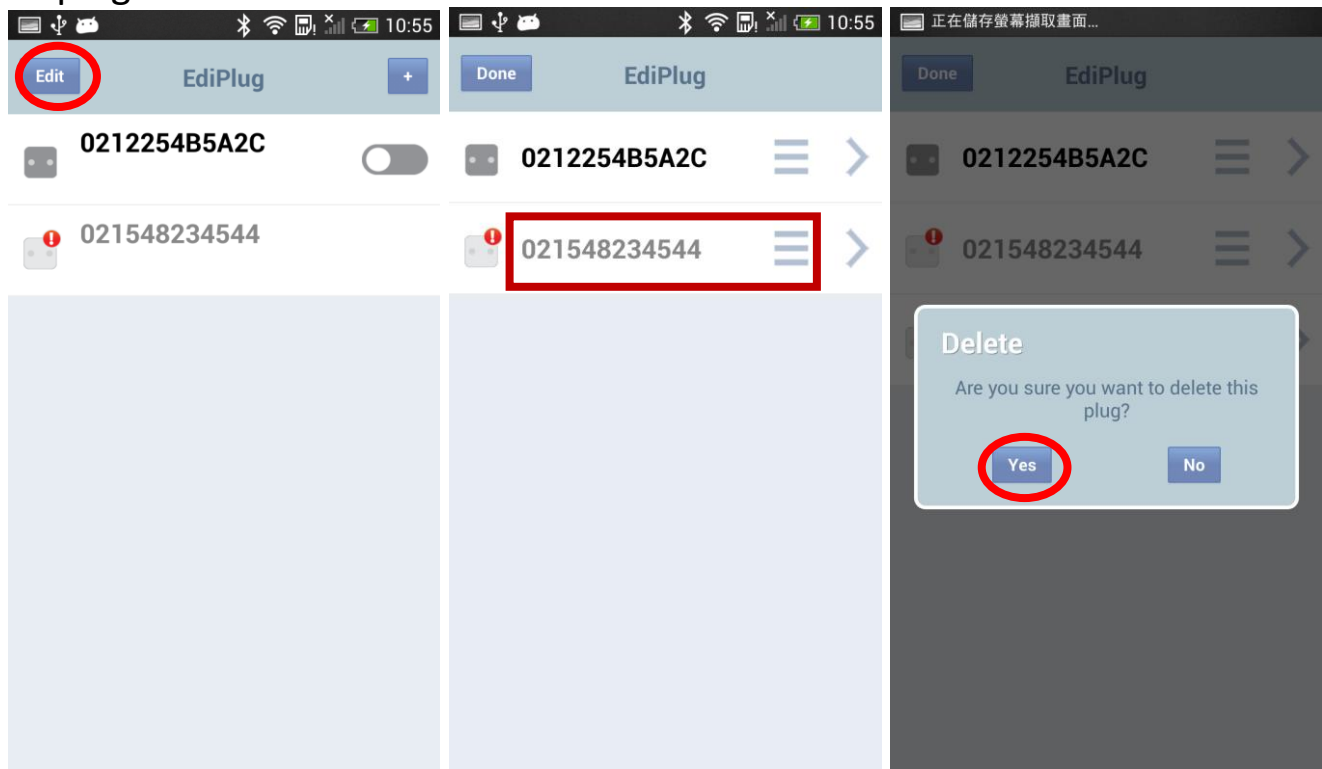 10:55
Edit EdiPlug +
0212254B5A2C
021548234544
10:55
Done EdiPlug
0212254B5A2C
021548234544
正在儲存螢幕擷取畫面...
Done EdiPlug
0212254B5A2C
021548234544
Delete
Are you sure you want to delete this
plug?
Yes No